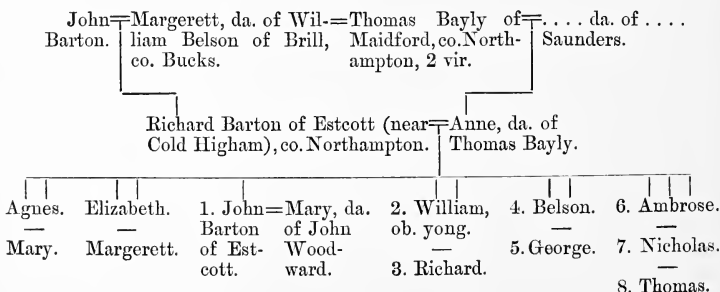 John=Margerett, da. of Wil-=Thomas Bayly of=. . . . da. of . . . .
Barton. liam Belson of Brill, Maidford, co. North- Saunders.
co. Bucks. ampton, 2 vir.
Richard Barton of Estcott (near=Anne, da. of
Cold Higham), co. Northampton. Thomas Bayly.
Agnes. Elizabeth. 1. John=Mary, da. 2. William, 4. Belson. 6. Ambrose.
— — Barton of John ob. yong. — —
Mary. Margerett. of Est- Wood- — 5. George. 7. Nicholas.
cott. ward. 3. Richard. —
8. Thomas.